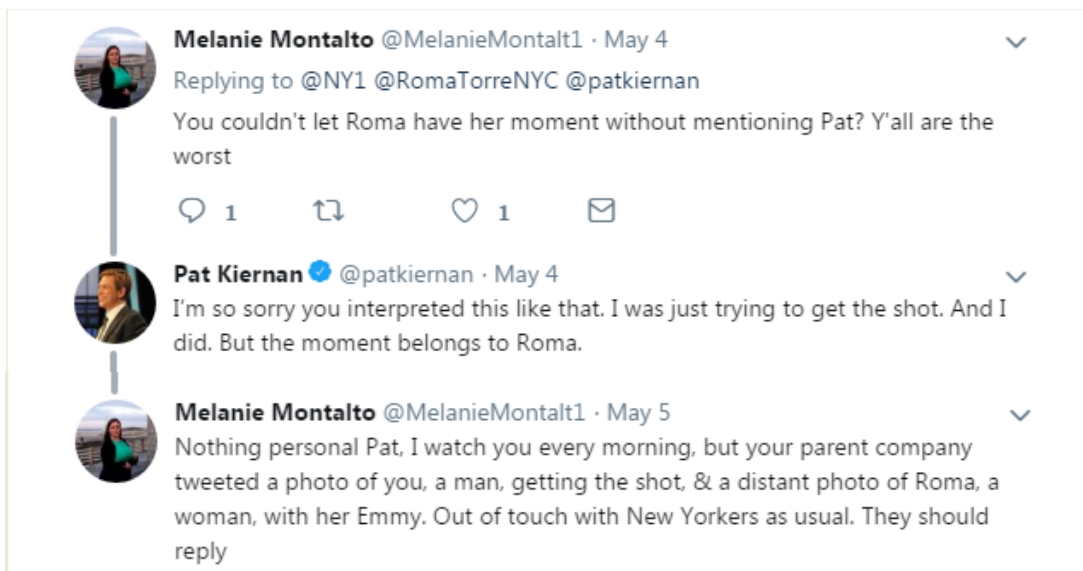 Melanie Montalto @MelanieMontalt1 · May 4
Replying to @NY1 @RomaTorreNYC @patkiernan
You couldn't let Roma have her moment without mentioning Pat? Y'all are the
worst
1 1
Pat Kiernan @patkiernan · May 4
I'm so sorry you interpreted this like that. I was just trying to get the shot. And I
did. But the moment belongs to Roma.
Melanie Montalto @MelanieMontalt1 · May 5
Nothing personal Pat, I watch you every morning, but your parent company
tweeted a photo of you, a man, getting the shot, & a distant photo of Roma, a
woman, with her Emmy. Out of touch with New Yorkers as usual. They should
reply